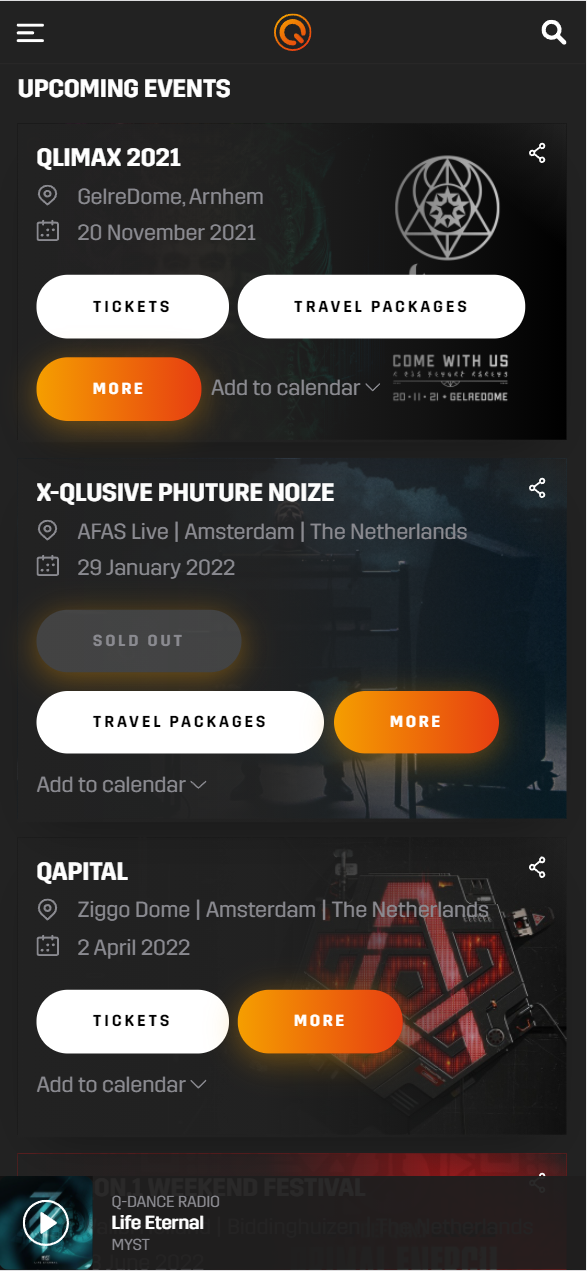 UPCOMING EVENTS
QLIMAX 2021
GelreDome, Arnhem
20 November 2021
TICKETS
TRAVEL PACKAGES
MORE
Add to calendar
COME WITH US
20 • 11 • 21 • GELREDOME
X-QLUSIVE PHUTURE NOIZE
AFAS Live | Amsterdam | The Netherlands
29 January 2022
SOLD OUT
TRAVEL PACKAGES
MORE
Add to calendar
QAPITAL
Ziggo Dome | Amsterdam | The Netherlands
2 April 2022
TICKETS
MORE
Add to calendar
ON 1 WEEKEND FESTIVAL
| Biddinghuizen | The Netherlands
June 2022
Q-DANCE RADIO
Life Eternal
MYST